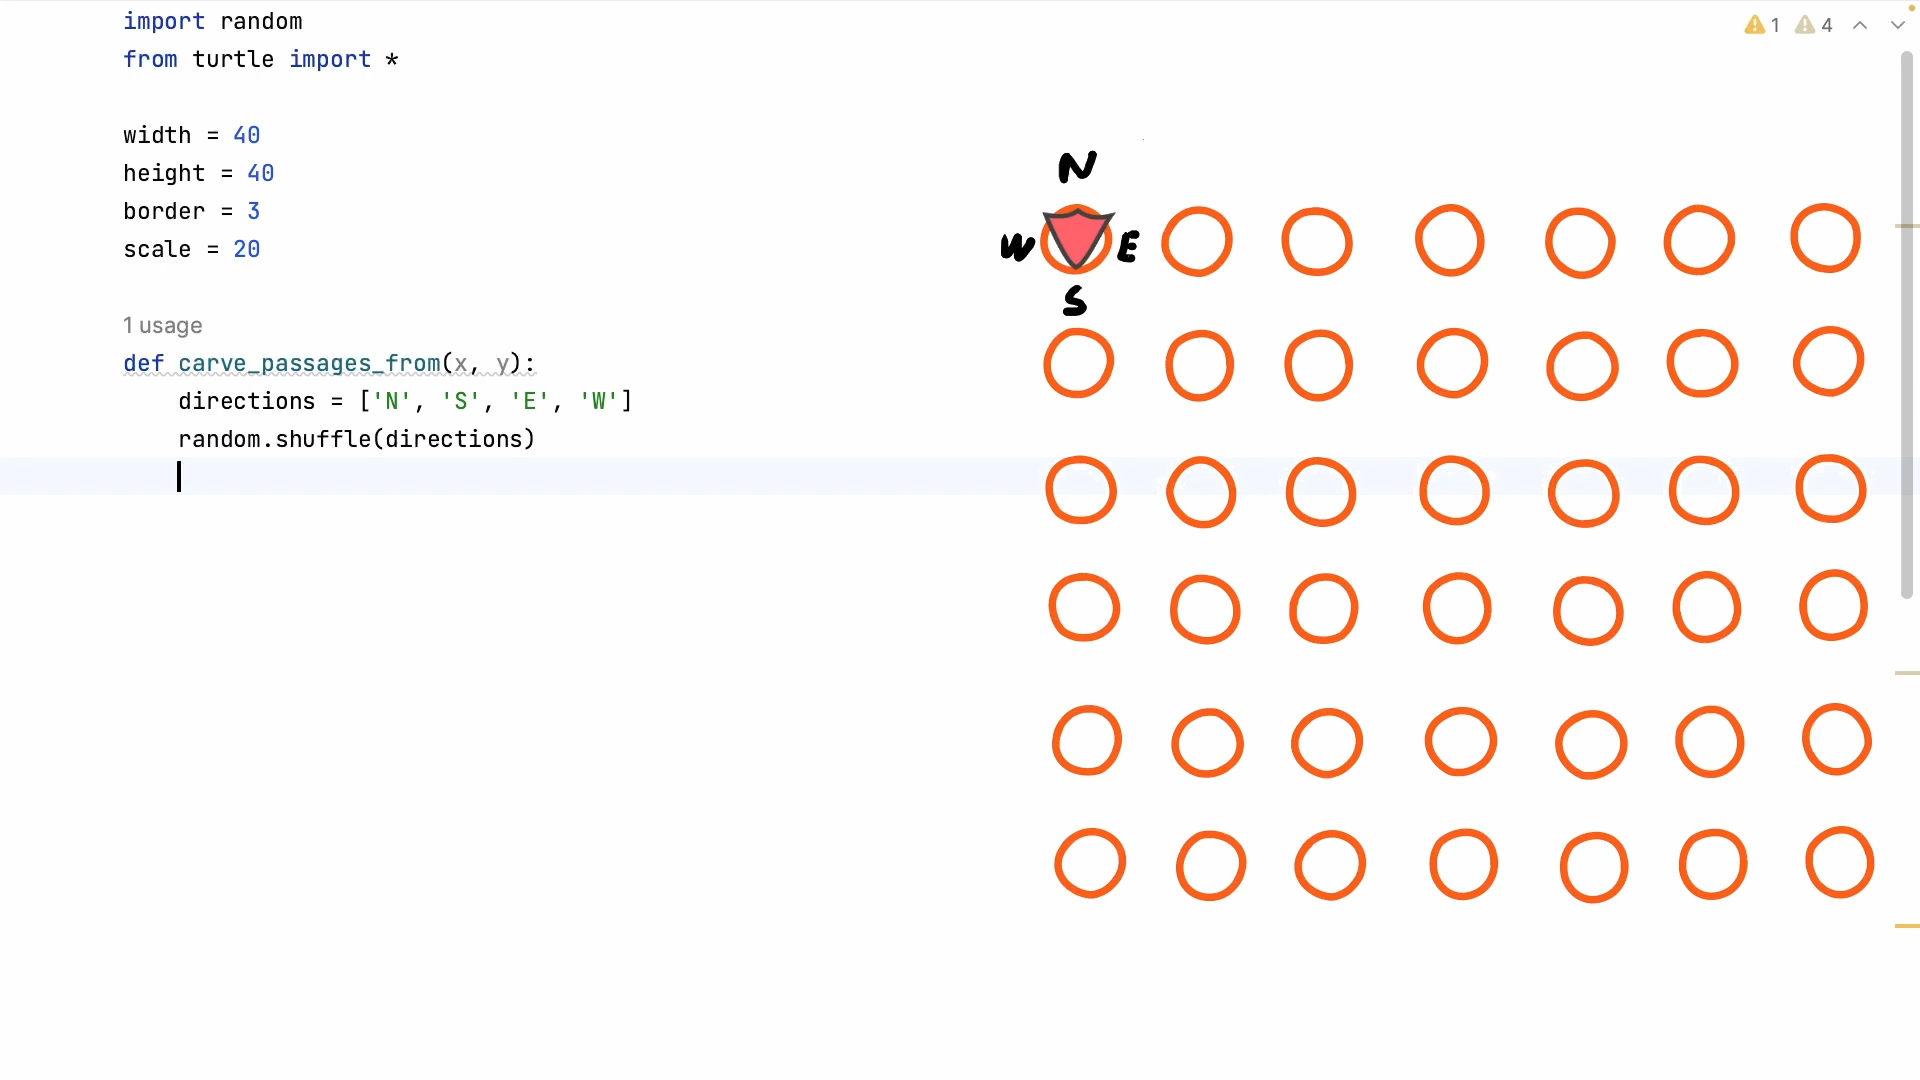 import random
from turtle import *
width = 40
height = 40
border = 3
scale = 20
1 usage
def carve_passages_from(x, y):
    directions = ['N', 'S', 'E', 'W']
    random.shuffle(directions)
1 4
N
W E
S